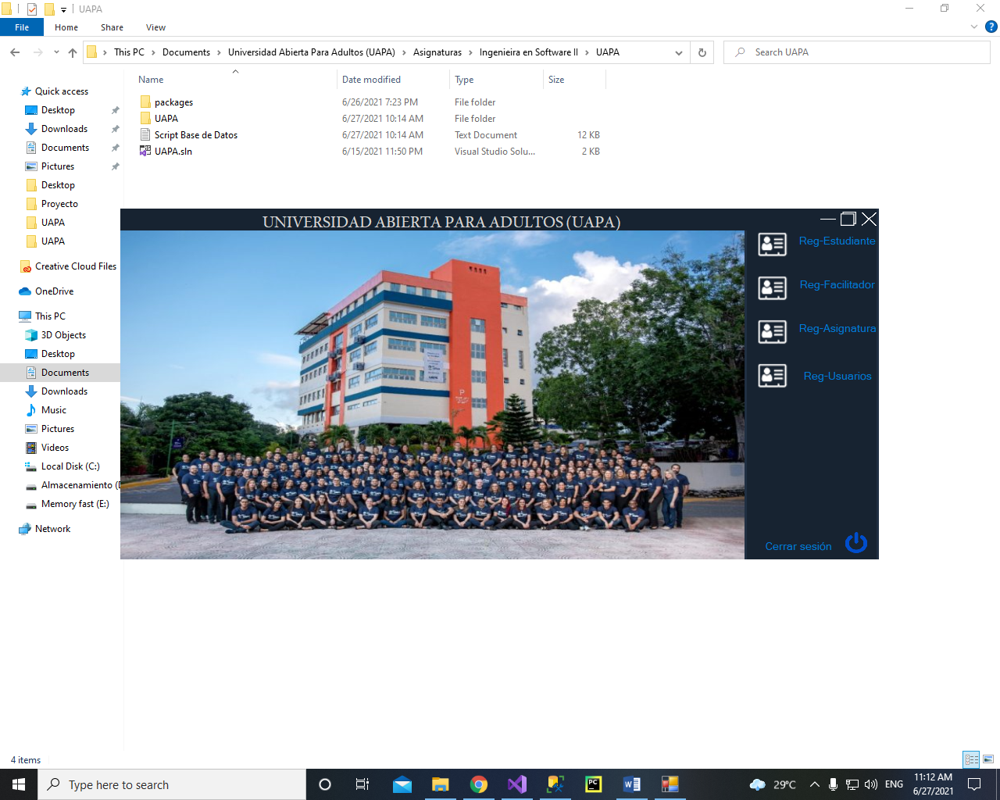 UAPA
File
Home
Share
View
This PC
Documents
Universidad Abierta Para Adultos (UAPA)
Asignaturas
Ingenieira en Software II
UAPA
Search UAPA
Name
Date modified
Type
Size
packages 6/26/2021 7:23 PM File folder
UAPA 6/27/2021 10:14 AM File folder
Script Base de Datos 6/27/2021 10:14 AM Text Document 12 KB
UAPA.sln 6/15/2021 11:50 PM Visual Studio Solu... 2 KB
Quick access
Desktop
Downloads
Documents
Pictures
Desktop
Proyecto
UAPA
UAPA
Creative Cloud Files
OneDrive
This PC
3D Objects
Desktop
Documents
Downloads
Music
Pictures
Videos
Local Disk (C:)
Almacenamiento (
Memory fast (E:)
Network
UNIVERSIDAD ABIERTA PARA ADULTOS (UAPA)
Reg-Estudiante
Reg-Facilitador
Reg-Asignatura
Reg-Usuarios
Cerrar sesión
4 items
Type here to search
29°C
ENG
11:12 AM
6/27/2021